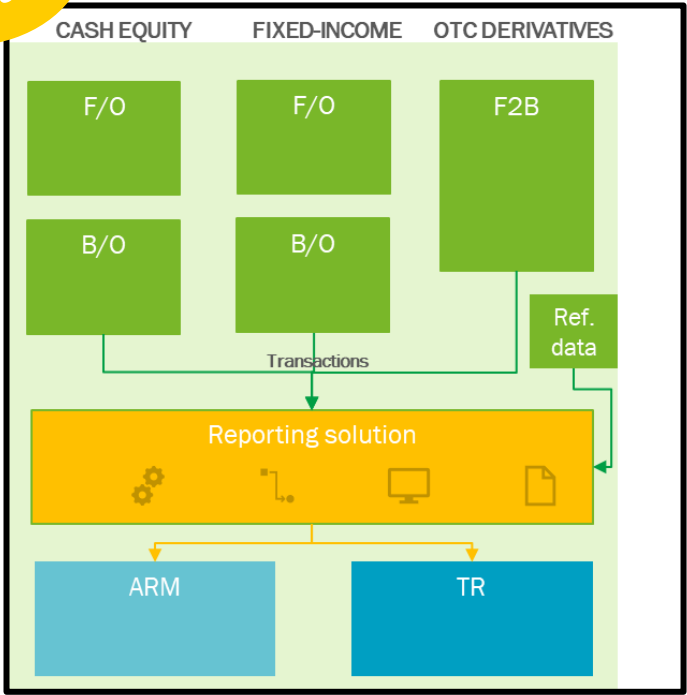 CASH EQUITY FIXED-INCOME OTC DERIVATIVES
F/O F/O F2B
B/O B/O
Ref.
data
Transactions
Reporting solution
ARM TR